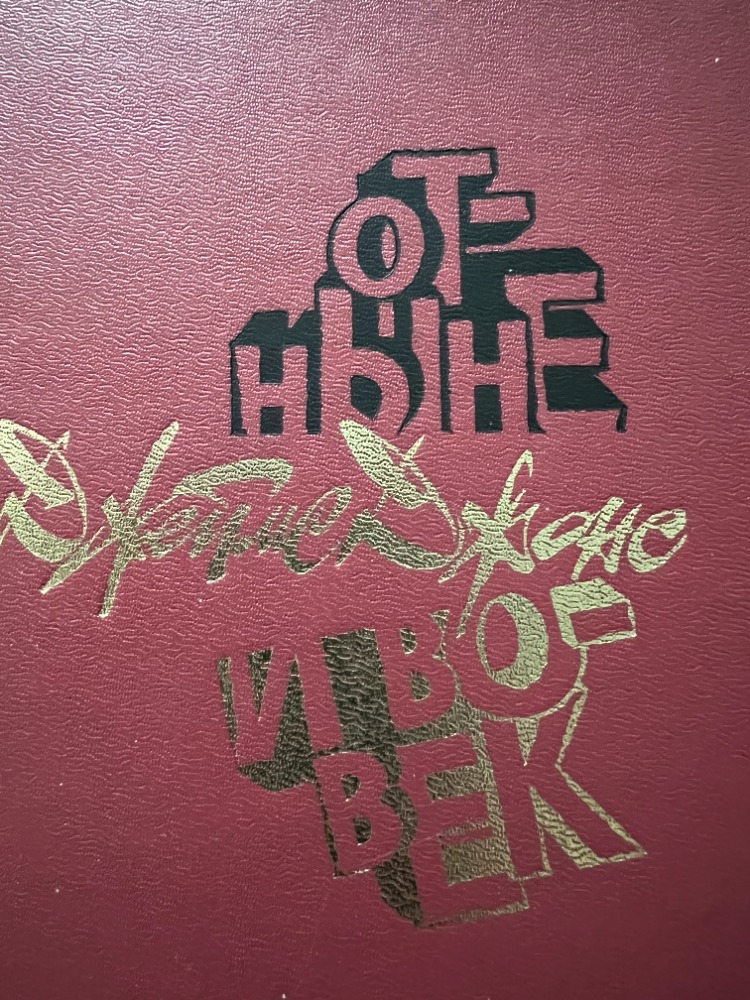 ОТ-
НЫНЕ
Джеймс Джонс
И ВО-
ВЕК